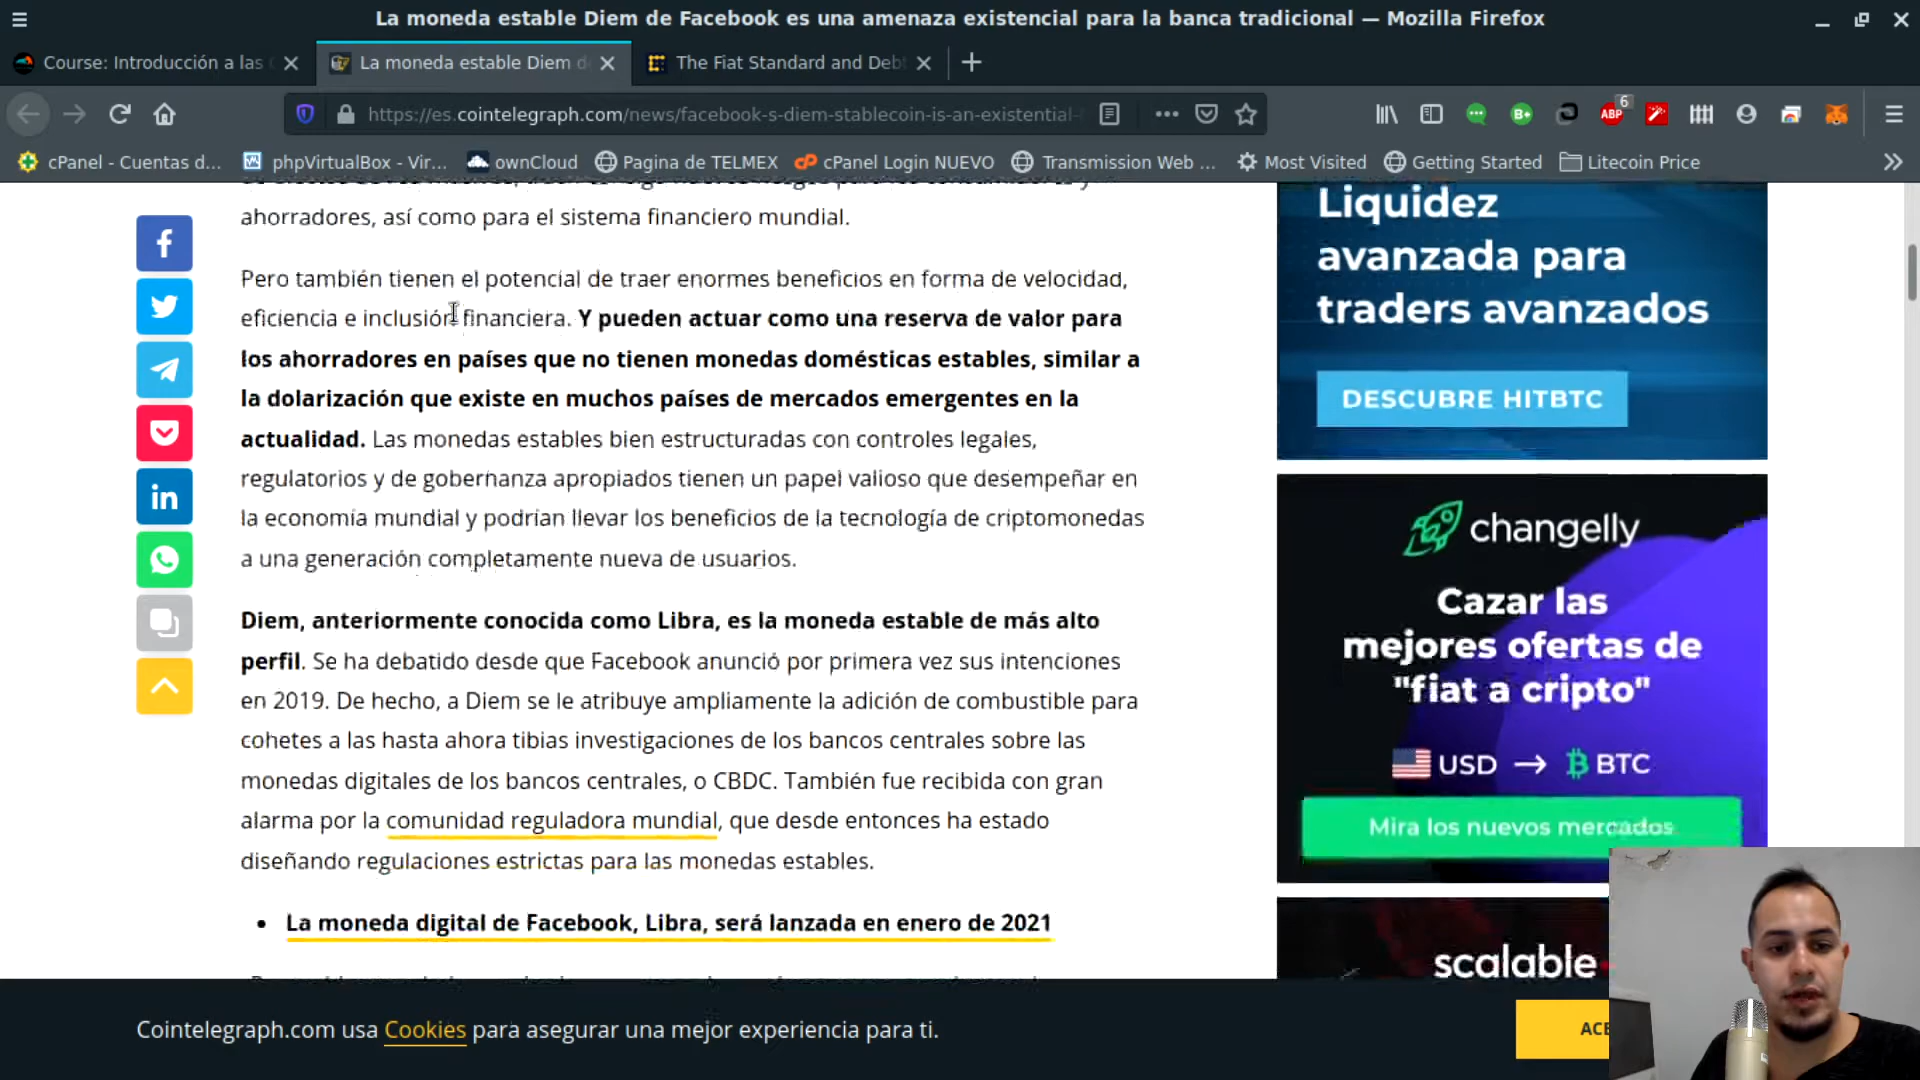 La moneda estable Diem de Facebook es una amenaza existencial para la banca tradicional — Mozilla Firefox
Course: Introducción a las
La moneda estable Diem d
The Fiat Standard and Deb
https://es.cointelegraph.com/news/facebook-s-diem-stablecoin-is-an-existential-
6
ABP
B+
cPanel - Cuentas d...
phpVirtualBox - Vir...
ownCloud
Pagina de TELMEX
cPanel Login NUEVO
Transmission Web ...
Most Visited
Getting Started
Litecoin Price
ahorradores, así como para el sistema financiero mundial.
Pero también tienen el potencial de traer enormes beneficios en forma de velocidad,
eficiencia e inclusión financiera. Y pueden actuar como una reserva de valor para
los ahorradores en países que no tienen monedas domésticas estables, similar a
la dolarización que existe en muchos países de mercados emergentes en la
actualidad. Las monedas estables bien estructuradas con controles legales,
regulatorios y de gobernanza apropiados tienen un papel valioso que desempeñar en
la economía mundial y podrían llevar los beneficios de la tecnología de criptomonedas
a una generación completamente nueva de usuarios.
Diem, anteriormente conocida como Libra, es la moneda estable de más alto
perfil. Se ha debatido desde que Facebook anunció por primera vez sus intenciones
en 2019. De hecho, a Diem se le atribuye ampliamente la adición de combustible para
cohetes a las hasta ahora tibias investigaciones de los bancos centrales sobre las
monedas digitales de los bancos centrales, o CBDC. También fue recibida con gran
alarma por la comunidad reguladora mundial, que desde entonces ha estado
diseñando regulaciones estrictas para las monedas estables.
• La moneda digital de Facebook, Libra, será lanzada en enero de 2021
Liquidez
avanzada para
traders avanzados
DESCUBRE HITBTC
changelly
Cazar las
mejores ofertas de
"fiat a cripto"
USD → BTC
Mira los nuevos mercados
scalable
Cointelegraph.com usa Cookies para asegurar una mejor experiencia para ti.
ACE